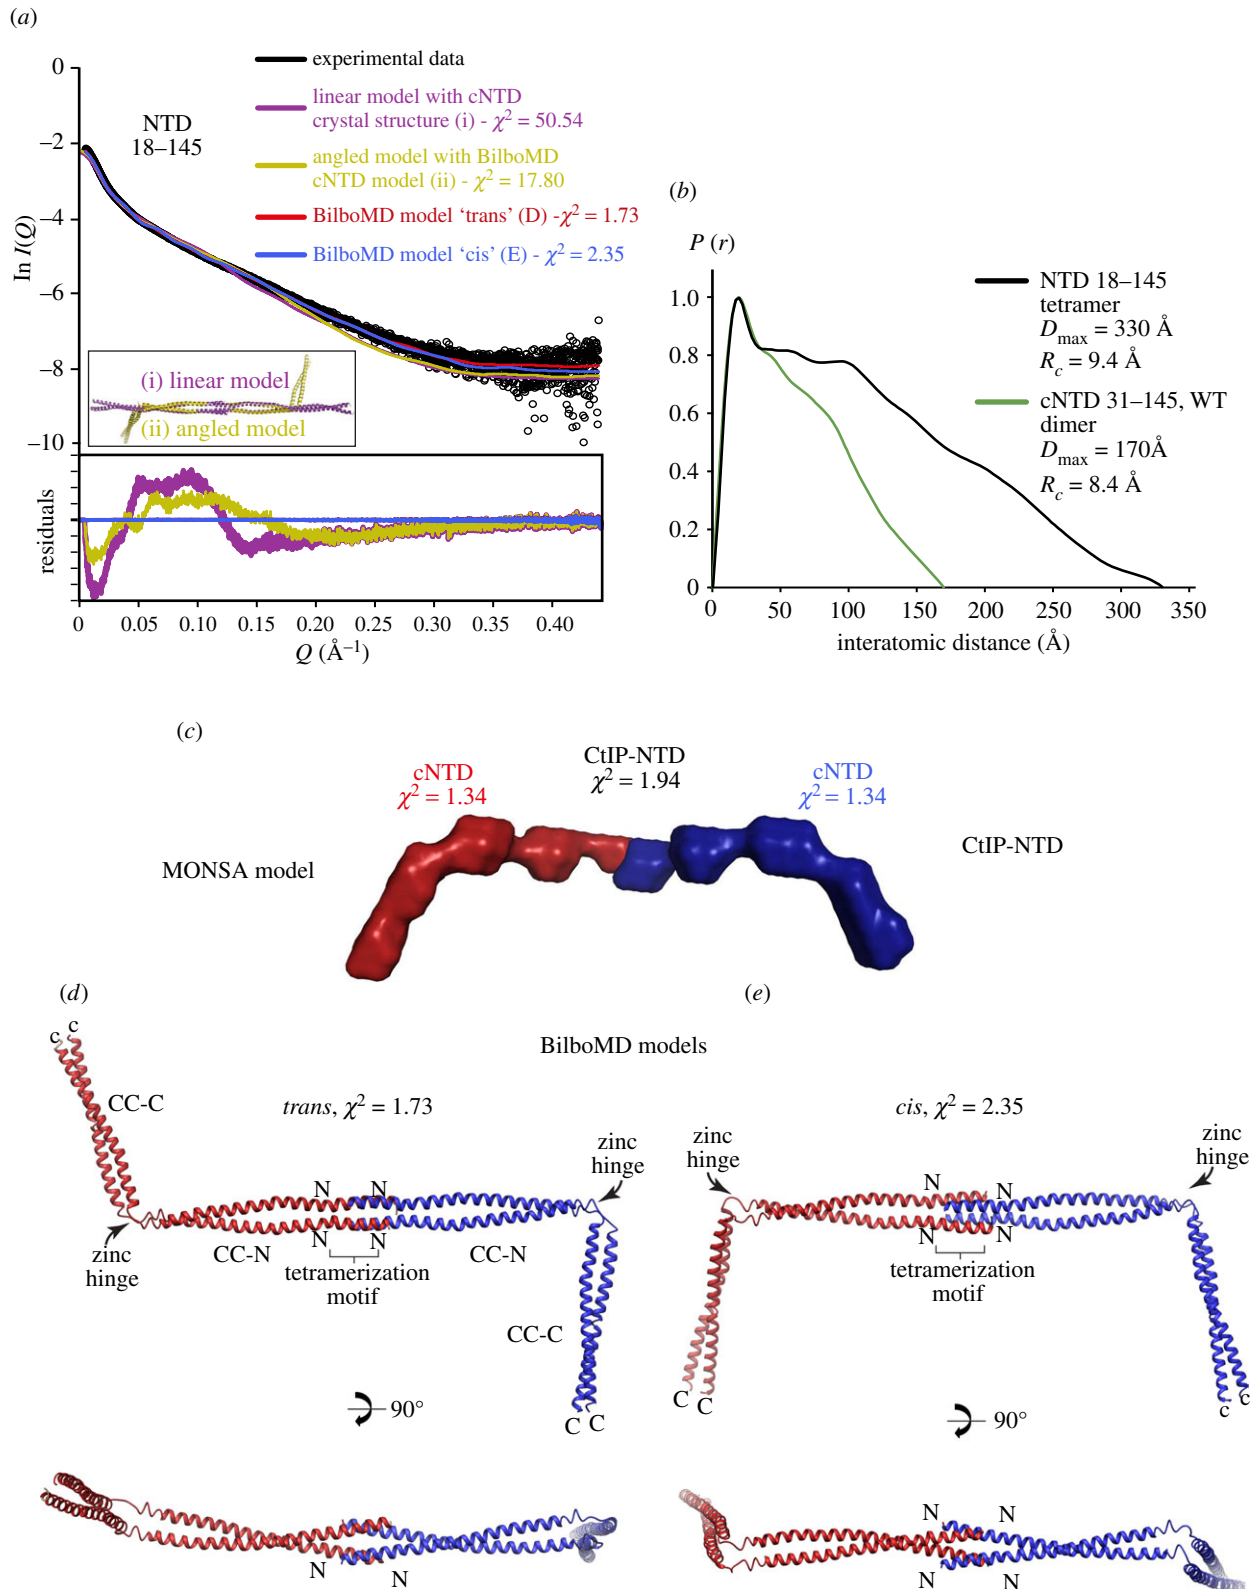 (a)
0
−2
−4
−6
−8
−10
ln I(Q)
NTD
18–145
experimental data
linear model with cNTD
crystal structure (i) - χ² = 50.54
angled model with BilboMD
cNTD model (ii) - χ² = 17.80
BilboMD model ‘trans’ (D) -χ² = 1.73
BilboMD model ‘cis’ (E) - χ² = 2.35
(i) linear model
(ii) angled model
residuals
0 0.05 0.10 0.15 0.20 0.25 0.30 0.35 0.40
Q (Å⁻¹)
(b)
P (r)
1.0
0.8
0.6
0.4
0.2
0
0 50 100 150 200 250 300 350
interatomic distance (Å)
NTD 18–145
tetramer
Dmax = 330 Å
Rc = 9.4 Å
cNTD 31–145, WT
dimer
Dmax = 170Å
Rc = 8.4 Å
(c)
cNTD
χ² = 1.34
CtIP-NTD
χ² = 1.94
cNTD
χ² = 1.34
MONSA model
CtIP-NTD
(d)
(e)
BilboMD models
c c
CC-C
trans, χ² = 1.73
zinc
hinge
N N
N N
zinc
hinge
CC-N
CC-N
tetramerization
motif
CC-C
C C
90°
N N
cis, χ² = 2.35
zinc
hinge
zinc
hinge
N N
N N
tetramerization
motif
C C
c c
90°
N N
N N